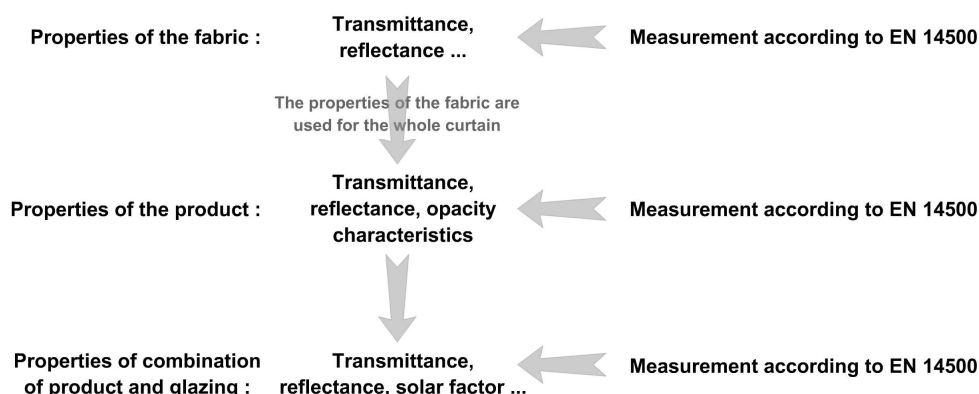 Properties of the fabric :
Transmittance,
reflectance ...
Measurement according to EN 14500
The properties of the fabric are
used for the whole curtain
Properties of the product :
Transmittance,
reflectance, opacity
characteristics
Measurement according to EN 14500
Properties of combination
of product and glazing :
Transmittance,
reflectance, solar factor ...
Measurement according to EN 14500